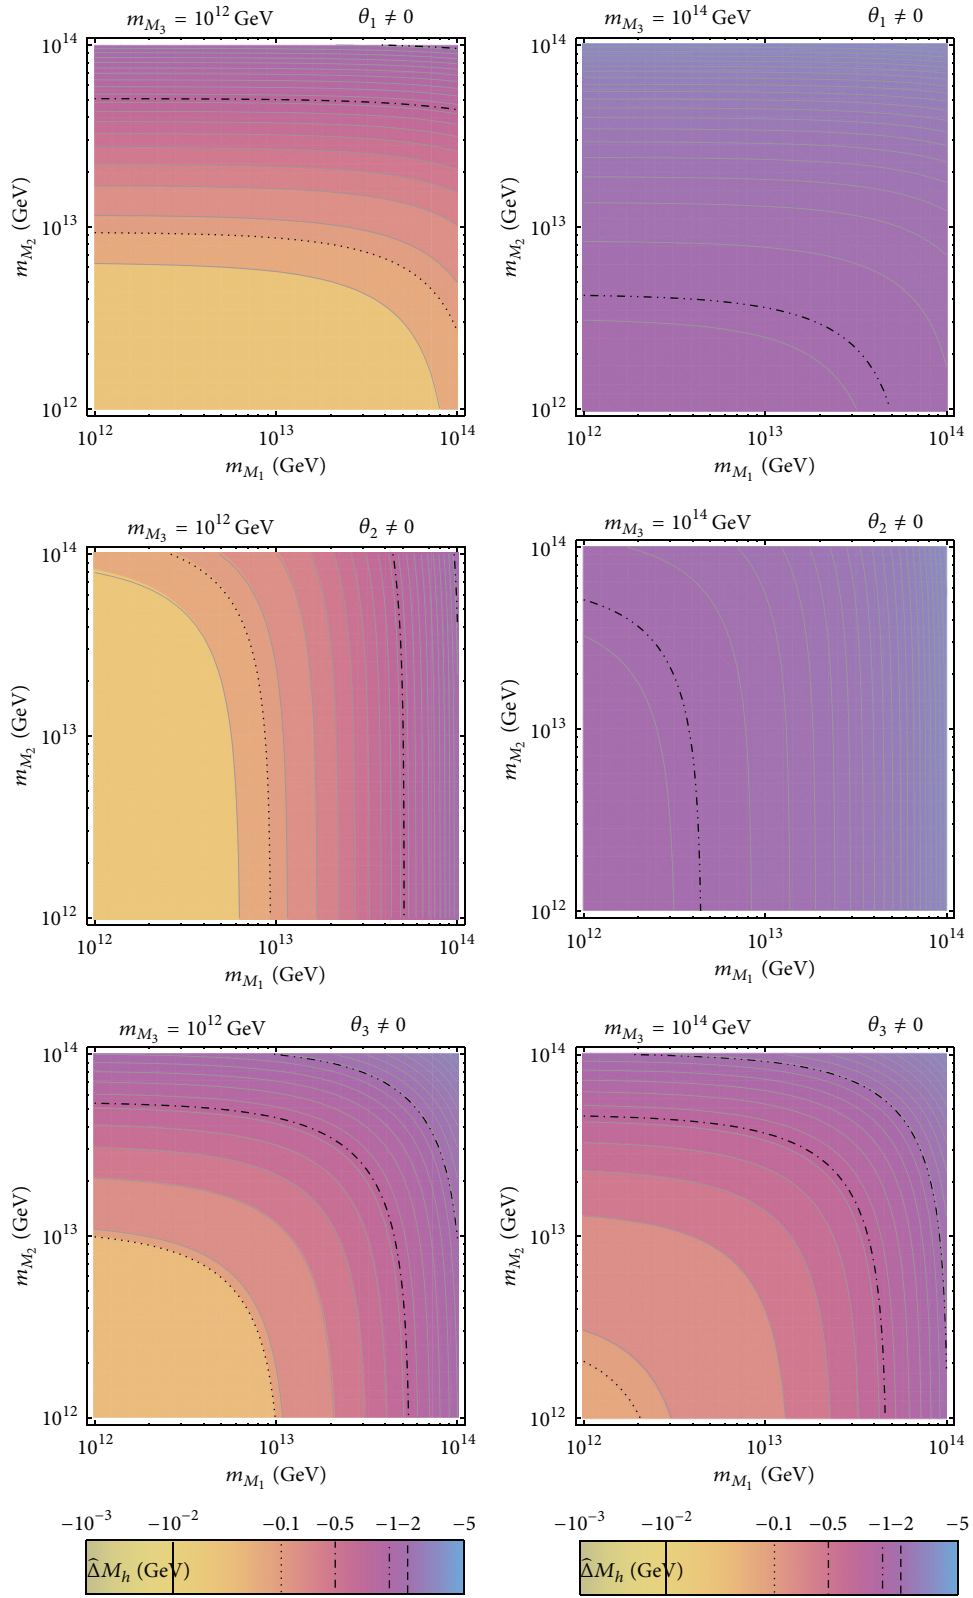 m_{M_3} = 10^{12} GeV θ_1 ≠ 0
10^{14}
10^{13}
10^{12}
m_{M_2} (GeV)
10^{12} 10^{13} 10^{14}
m_{M_1} (GeV)
m_{M_3} = 10^{14} GeV θ_1 ≠ 0
10^{14}
10^{13}
10^{12}
m_{M_2} (GeV)
10^{12} 10^{13} 10^{14}
m_{M_1} (GeV)
m_{M_3} = 10^{12} GeV θ_2 ≠ 0
10^{14}
10^{13}
10^{12}
m_{M_2} (GeV)
10^{12} 10^{13} 10^{14}
m_{M_1} (GeV)
m_{M_3} = 10^{14} GeV θ_2 ≠ 0
10^{14}
10^{13}
10^{12}
m_{M_2} (GeV)
10^{12} 10^{13} 10^{14}
m_{M_1} (GeV)
m_{M_3} = 10^{12} GeV θ_3 ≠ 0
10^{14}
10^{13}
10^{12}
m_{M_2} (GeV)
10^{12} 10^{13} 10^{14}
m_{M_1} (GeV)
m_{M_3} = 10^{14} GeV θ_3 ≠ 0
10^{14}
10^{13}
10^{12}
m_{M_2} (GeV)
10^{12} 10^{13} 10^{14}
m_{M_1} (GeV)
−10^{−3} −10^{−2} −0.1 −0.5 −1 −2 −5
\hat{Δ}M_h (GeV)
−10^{−3} −10^{−2} −0.1 −0.5 −1 −2 −5
\hat{Δ}M_h (GeV)